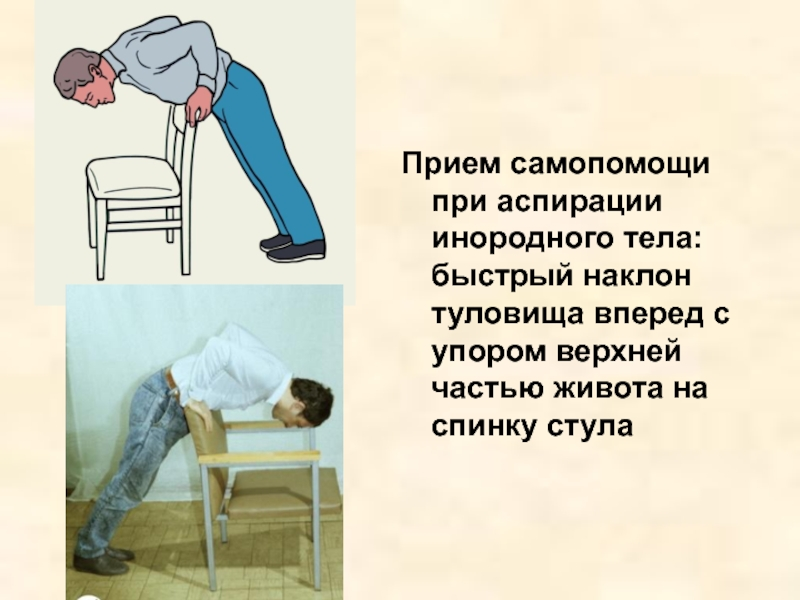 Прием самопомощи
при аспирации
инородного тела:
быстрый наклон
туловища вперед с
упором верхней
частью живота на
спинку стула